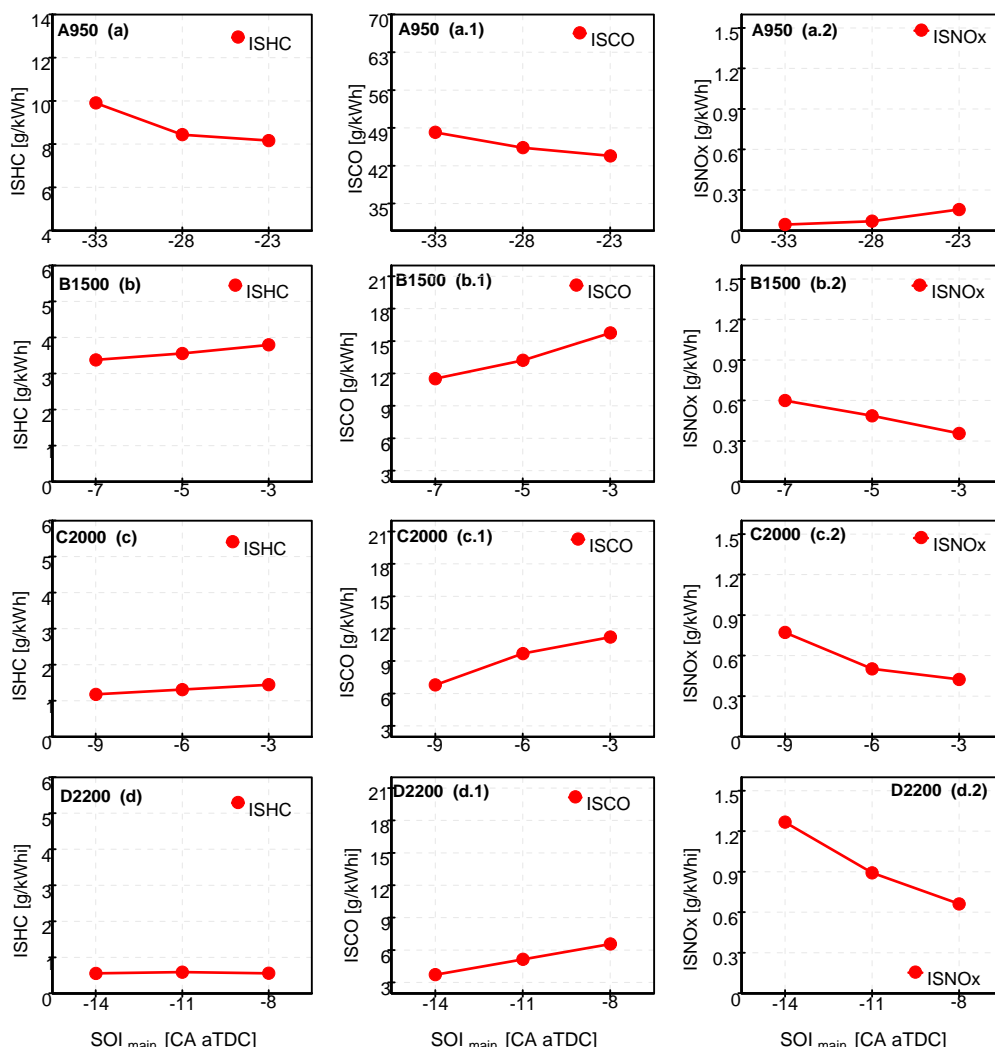 A950 (a)
ISHC
ISHC [g/kWh]
14
12
10
8
6
4
-33 -28 -23
A950 (a.1)
ISCO
ISCO [g/kWh]
70
63
56
49
42
35
-33 -28 -23
A950 (a.2)
ISNOx
ISNOx [g/kWh]
1.5
1.2
0.9
0.6
0.3
0
-33 -28 -23
B1500 (b)
ISHC
ISHC [g/kWh]
6
5
4
3
2
1
0
-7 -5 -3
B1500 (b.1)
ISCO
ISCO [g/kWh]
21
18
15
12
9
6
3
-7 -5 -3
B1500 (b.2)
ISNOx
ISNOx [g/kWh]
1.5
1.2
0.9
0.6
0.3
0
-7 -5 -3
C2000 (c)
ISHC
ISHC [g/kWh]
6
5
4
3
2
1
0
-9 -6 -3
C2000 (c.1)
ISCO
ISCO [g/kWh]
21
18
15
12
9
6
3
-9 -6 -3
C2000 (c.2)
ISNOx
ISNOx [g/kWh]
1.5
1.2
0.9
0.6
0.3
0
-9 -6 -3
D2200 (d)
ISHC
ISHC [g/kWhi]
6
5
4
3
2
1
0
-14 -11 -8
SOI main [CA aTDC]
D2200 (d.1)
ISCO
ISCO [g/kWhi]
21
18
15
12
9
6
3
-14 -11 -8
SOI main [CA aTDC]
D2200 (d.2)
ISNOx
ISNOx [g/kWhi]
1.5
1.2
0.9
0.6
0.3
0
-14 -11 -8
SOI main [CA aTDC]